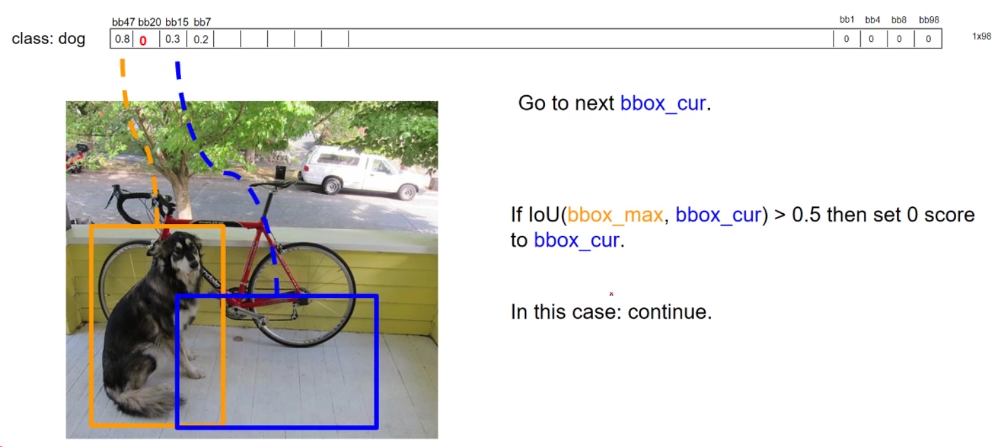 bb47 bb20 bb15 bb7 bb1 bb4 bb8 bb98
class: dog 0.8 0 0.3 0.2 0 0 0 0 1x98
Go to next bbox_cur.
If IoU(bbox_max, bbox_cur) > 0.5 then set 0 score
to bbox_cur.
In this case: continue.